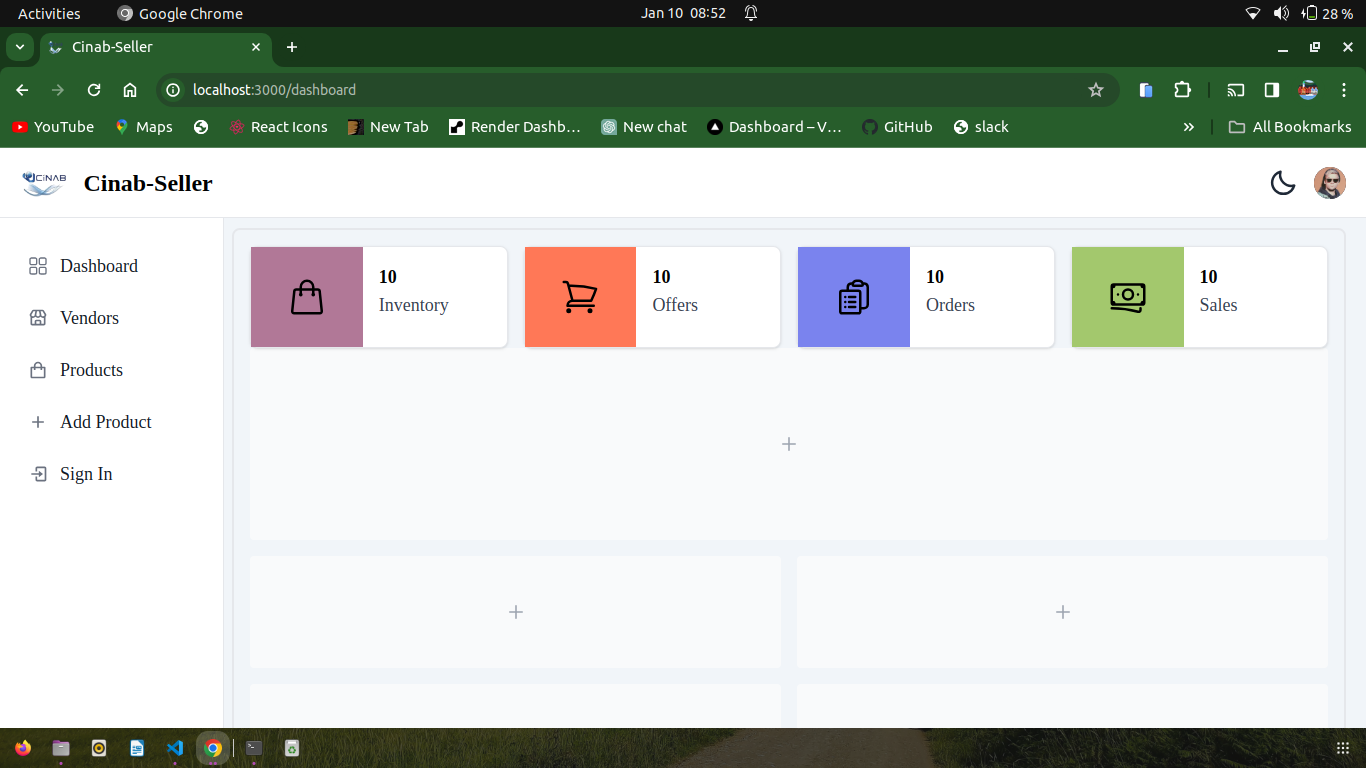 Activities Google Chrome Jan 10 08:52 28 %
Cinab-Seller
localhost:3000/dashboard
YouTube Maps React Icons New Tab Render Dashb… New chat Dashboard – V… GitHub slack All Bookmarks
CiNAB Cinab-Seller
Dashboard
Vendors
Products
Add Product
Sign In
10
Inventory
10
Offers
10
Orders
10
Sales